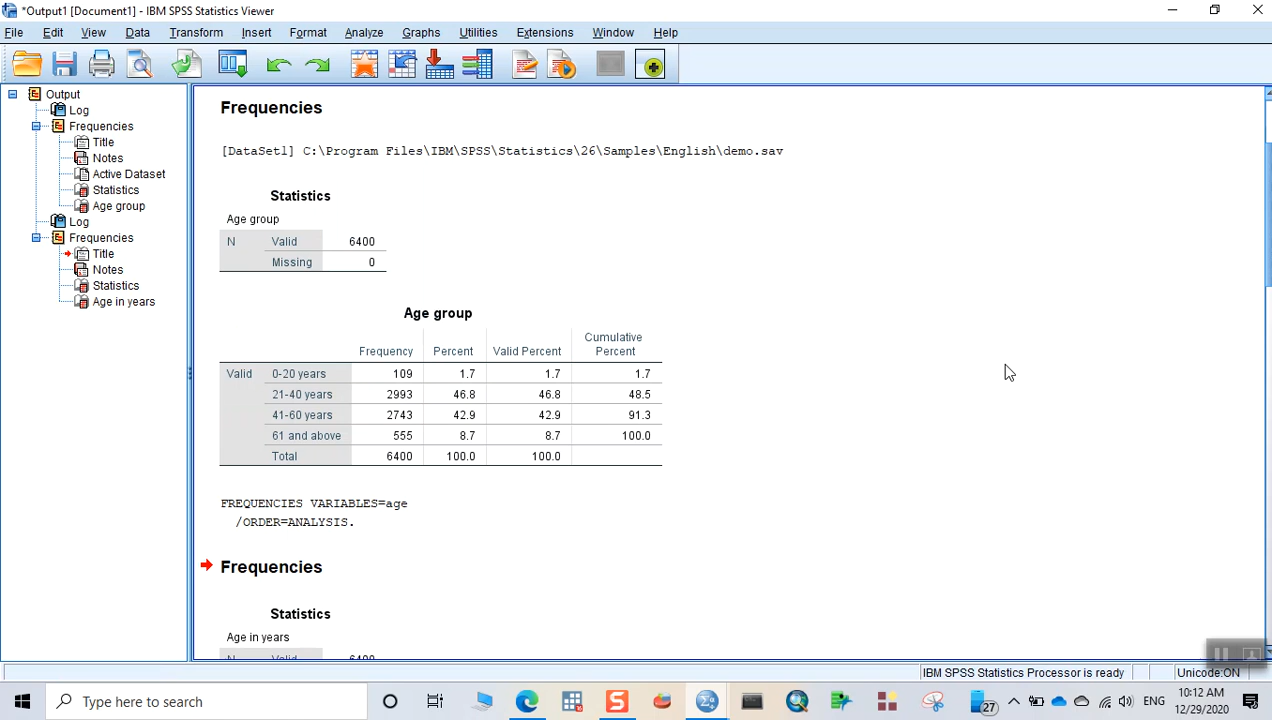 *Output1 [Document1] - IBM SPSS Statistics Viewer
File Edit View Data Transform Insert Format Analyze Graphs Utilities Extensions Window Help
Output
Log
Frequencies
Title
Notes
Active Dataset
Statistics
Age group
Log
Frequencies
Title
Notes
Statistics
Age in years
Frequencies
[DataSet1] C:\Program Files\IBM\SPSS\Statistics\26\Samples\English\demo.sav
Statistics
Age group
N Valid 6400
Missing 0
Age group
Frequency Percent Valid Percent Cumulative Percent
Valid 0-20 years 109 1.7 1.7 1.7
21-40 years 2993 46.8 46.8 48.5
41-60 years 2743 42.9 42.9 91.3
61 and above 555 8.7 8.7 100.0
Total 6400 100.0 100.0
FREQUENCIES VARIABLES=age
/ORDER=ANALYSIS.
Frequencies
Statistics
Age in years
N Valid 6400
IBM SPSS Statistics Processor is ready Unicode:ON
Type here to search
27
ENG
10:12 AM
12/29/2020